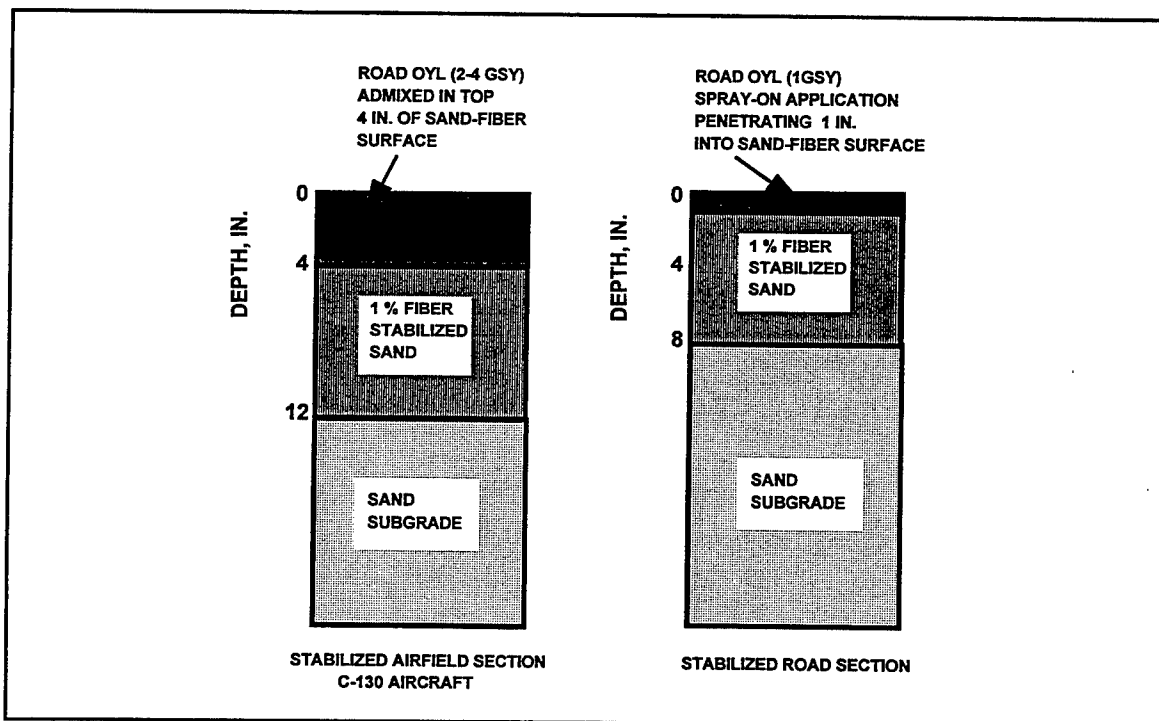 ROAD OYL (2-4 GSY)
ADMIXED IN TOP
4 IN. OF SAND-FIBER
SURFACE
0
4
12
DEPTH, IN.
1 % FIBER
STABILIZED
SAND
SAND
SUBGRADE
STABILIZED AIRFIELD SECTION
C-130 AIRCRAFT
ROAD OYL (1GSY)
SPRAY-ON APPLICATION
PENETRATING 1 IN.
INTO SAND-FIBER SURFACE
0
4
8
DEPTH, IN.
1 % FIBER
STABILIZED
SAND
SAND
SUBGRADE
STABILIZED ROAD SECTION